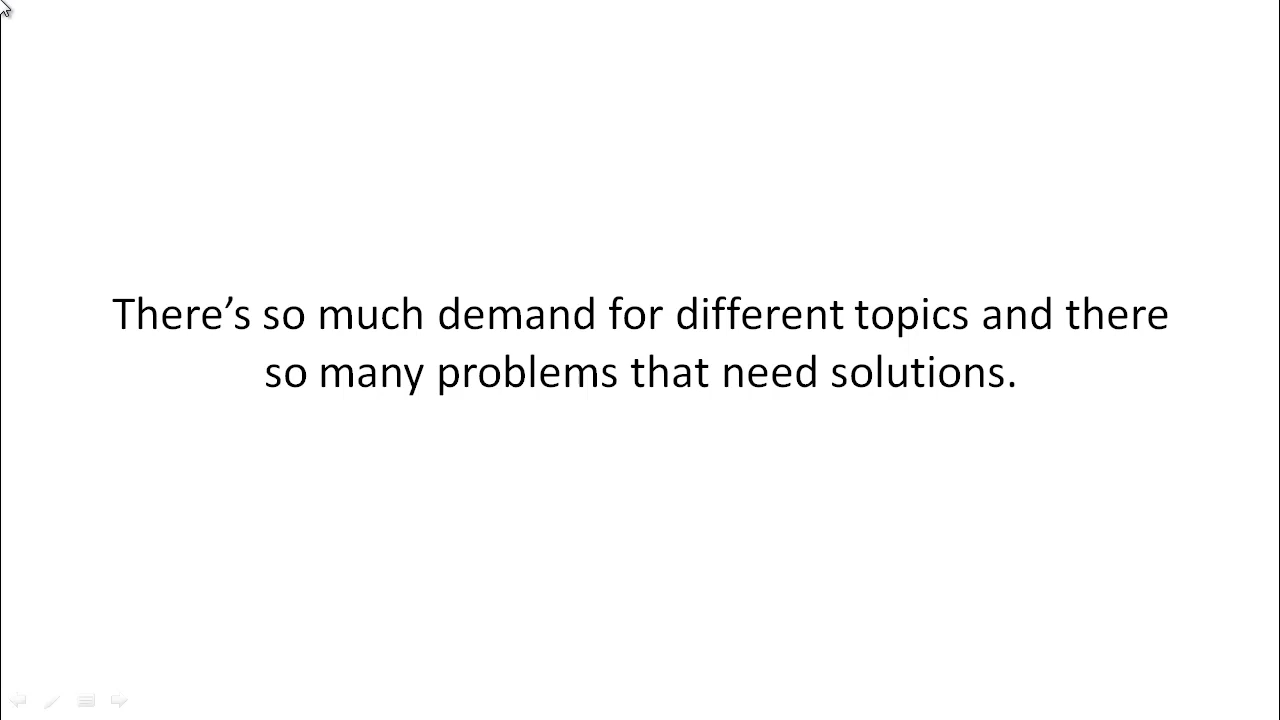 There’s so much demand for different topics and there
so many problems that need solutions.